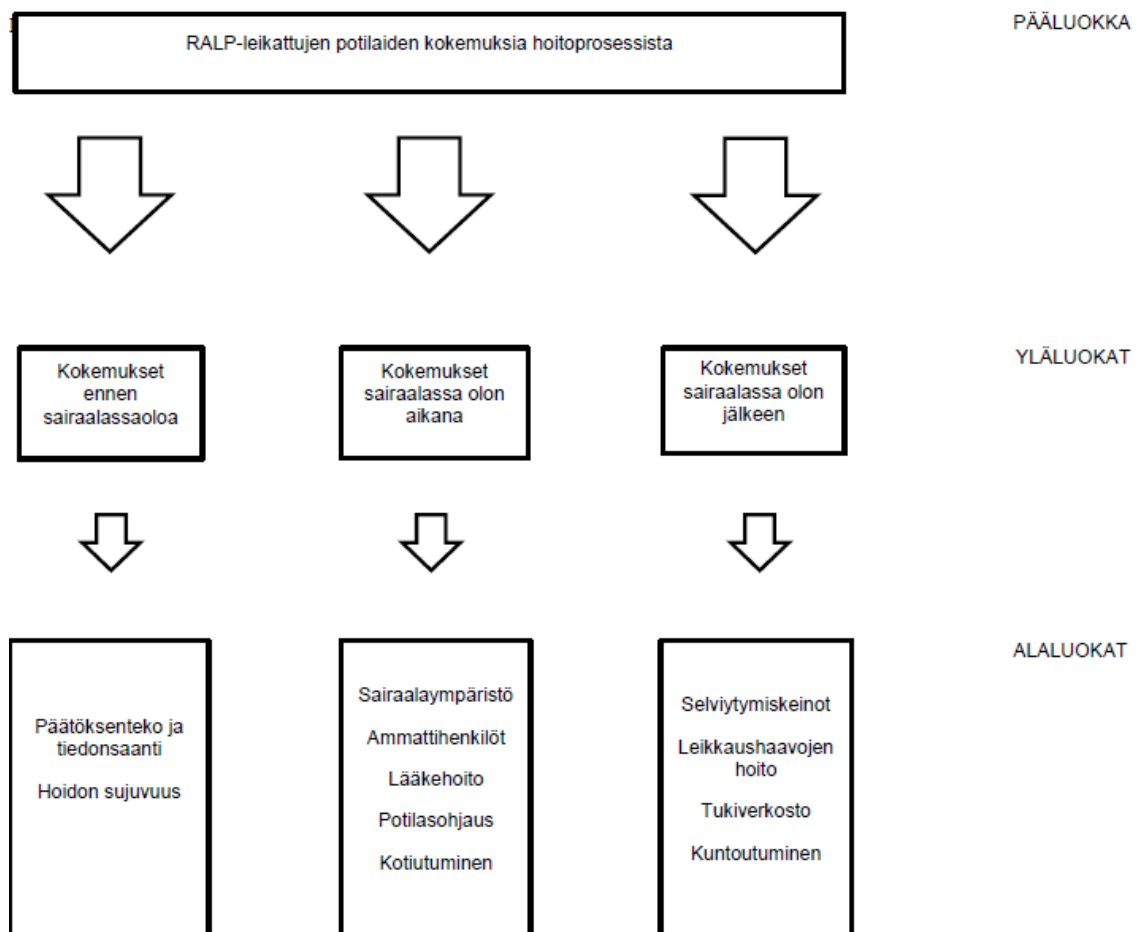 PÄÄLUOKKA
RALP-leikattujen potilaiden kokemuksia hoitoprosessista
YLÄLUOKAT
Kokemukset
ennen
sairaalassaoloa
Kokemukset
sairaalassa olon
aikana
Kokemukset
sairaalassa olon
jälkeen
ALALUOKAT
Päätöksenteko ja
tiedonsaanti
Hoidon sujuvuus
Sairaalaympäristö
Ammattihenkilöt
Lääkehoito
Potilasohjaus
Kotiutuminen
Selviytymiskeinot
Leikkaushaavojen
hoito
Tukiverkosto
Kuntoutuminen